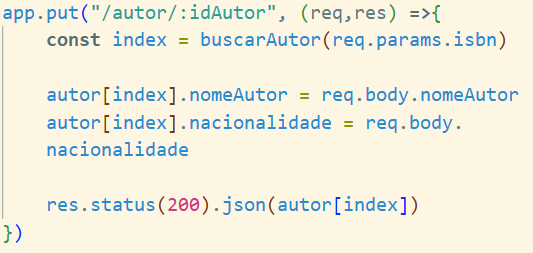 app.put("/autor/:idAutor", (req,res) =>{
    const index = buscarAutor(req.params.isbn)

    autor[index].nomeAutor = req.body.nomeAutor
    autor[index].nacionalidade = req.body.
    nacionalidade

    res.status(200).json(autor[index])
})